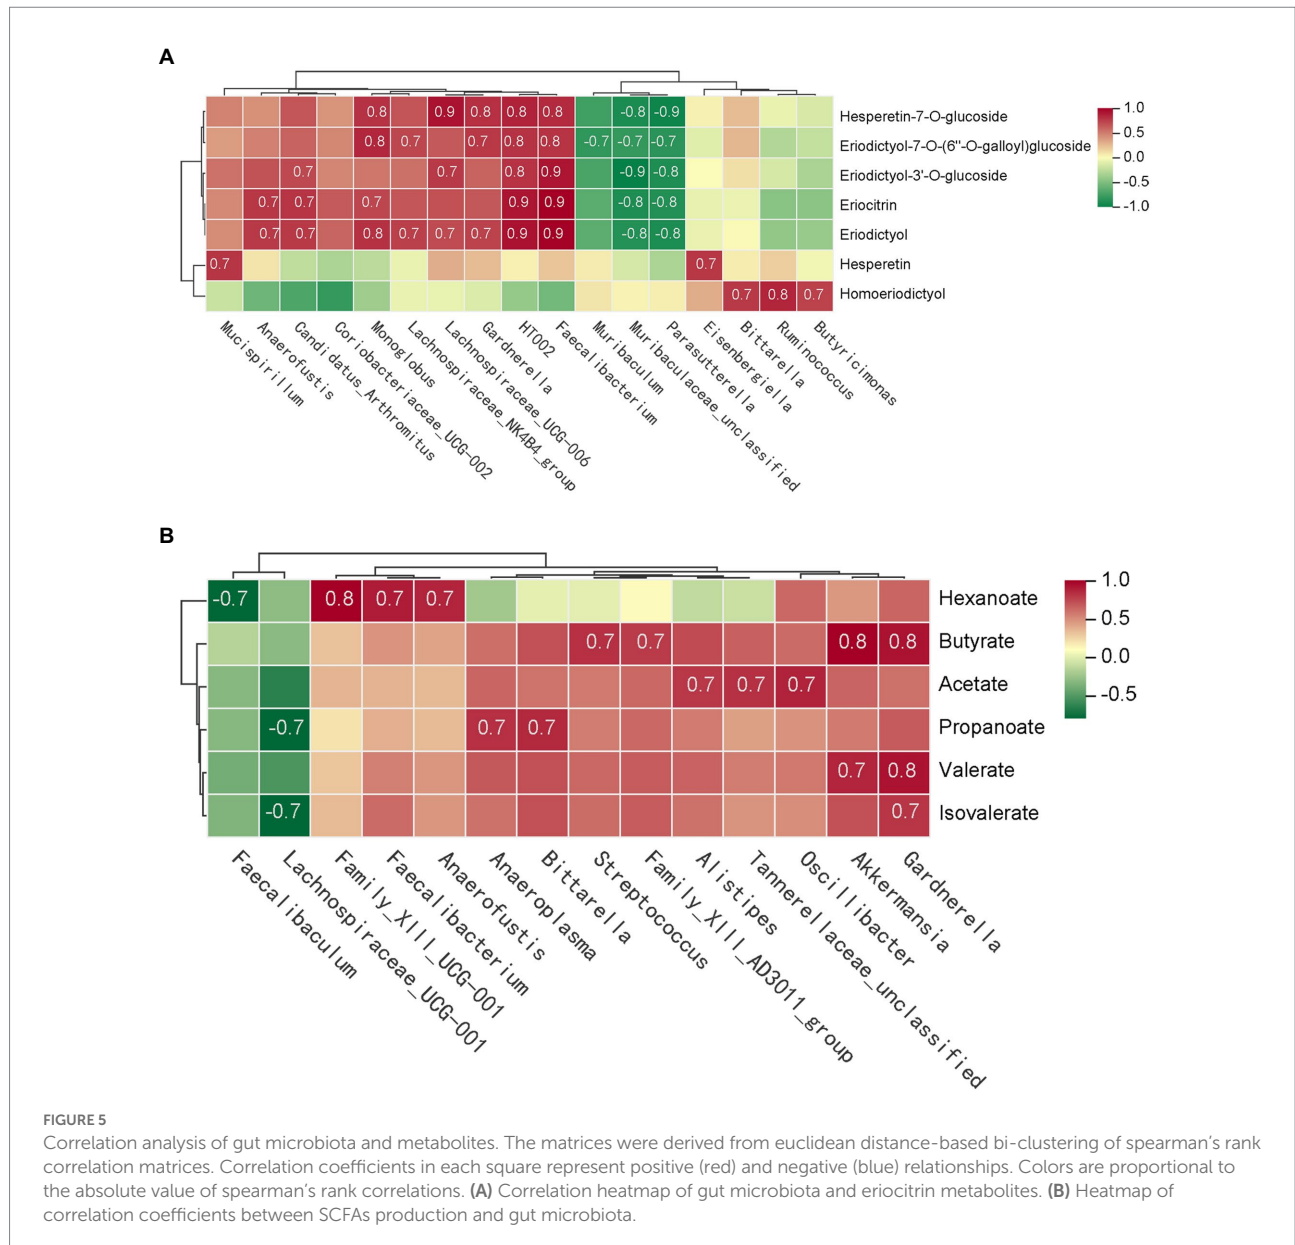 A
0.8 0.9 0.8 0.8 0.8 -0.8 -0.9 Hesperetin-7-O-glucoside
0.8 0.7 0.7 0.8 0.8 -0.7 -0.7 -0.7 Eriodictyol-7-O-(6''-O-galloyl)glucoside
0.7 0.7 0.8 0.9 -0.9 -0.8 Eriodictyol-3'-O-glucoside
0.7 0.7 0.7 0.9 0.9 -0.8 -0.8 Eriocitrin
0.7 0.7 0.8 0.7 0.7 0.7 0.9 0.9 -0.8 -0.8 Eriodictyol
0.7 0.7 Hesperetin
0.7 0.8 0.7 Homoeriodictyol
1.0
0.5
0.0
-0.5
-1.0
Mucispirillum
Anaerofustis
Candidatus_Arthromitus
Coriobacteriaceae_UCG-002
Monoglobus
Lachnospiraceae_NK4B4_group
Lachnospiraceae_UCG-006
Gardnerella
HT002
Faecalibacterium
Muribaculum
Muribaculaceae_unclassified
Parasutterella
Eisenbergiella
Bittarella
Ruminococcus
Butyricimonas
B
-0.7 0.8 0.7 0.7 Hexanoate
0.7 0.7 0.8 0.8 Butyrate
0.7 0.7 0.7 Acetate
-0.7 0.7 0.7 Propanoate
0.7 0.8 Valerate
-0.7 0.7 Isovalerate
1.0
0.5
0.0
-0.5
Faecalibaculum
Lachnospiraceae_UCG-001
Family_XIII_UCG-001
Faecalibacterium
Anaerofustis
Anaeroplasma
Bittarella
Streptococcus
Family_XIII_AD3011_group
Alistipes
Tannerellaceae_unclassified
Oscillibacter
Akkermansia
Gardnerella
FIGURE 5
Correlation analysis of gut microbiota and metabolites. The matrices were derived from euclidean distance-based bi-clustering of spearman's rank
correlation matrices. Correlation coefficients in each square represent positive (red) and negative (blue) relationships. Colors are proportional to
the absolute value of spearman's rank correlations. (A) Correlation heatmap of gut microbiota and eriocitrin metabolites. (B) Heatmap of
correlation coefficients between SCFAs production and gut microbiota.